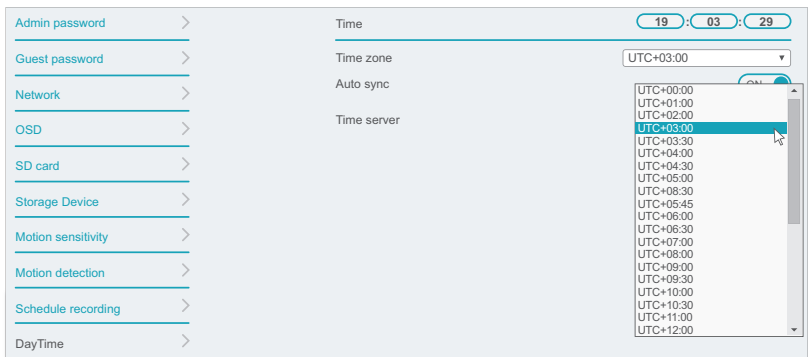 Admin password
Guest password
Network
OSD
SD card
Storage Device
Motion sensitivity
Motion detection
Schedule recording
DayTime
Time
19 : 03 : 29
Time zone
UTC+03:00
Auto sync
ON
Time server
UTC+00:00
UTC+01:00
UTC+02:00
UTC+03:00
UTC+03:30
UTC+04:00
UTC+04:30
UTC+05:00
UTC+08:30
UTC+05:45
UTC+06:00
UTC+06:30
UTC+07:00
UTC+08:00
UTC+09:00
UTC+09:30
UTC+10:00
UTC+10:30
UTC+11:00
UTC+12:00